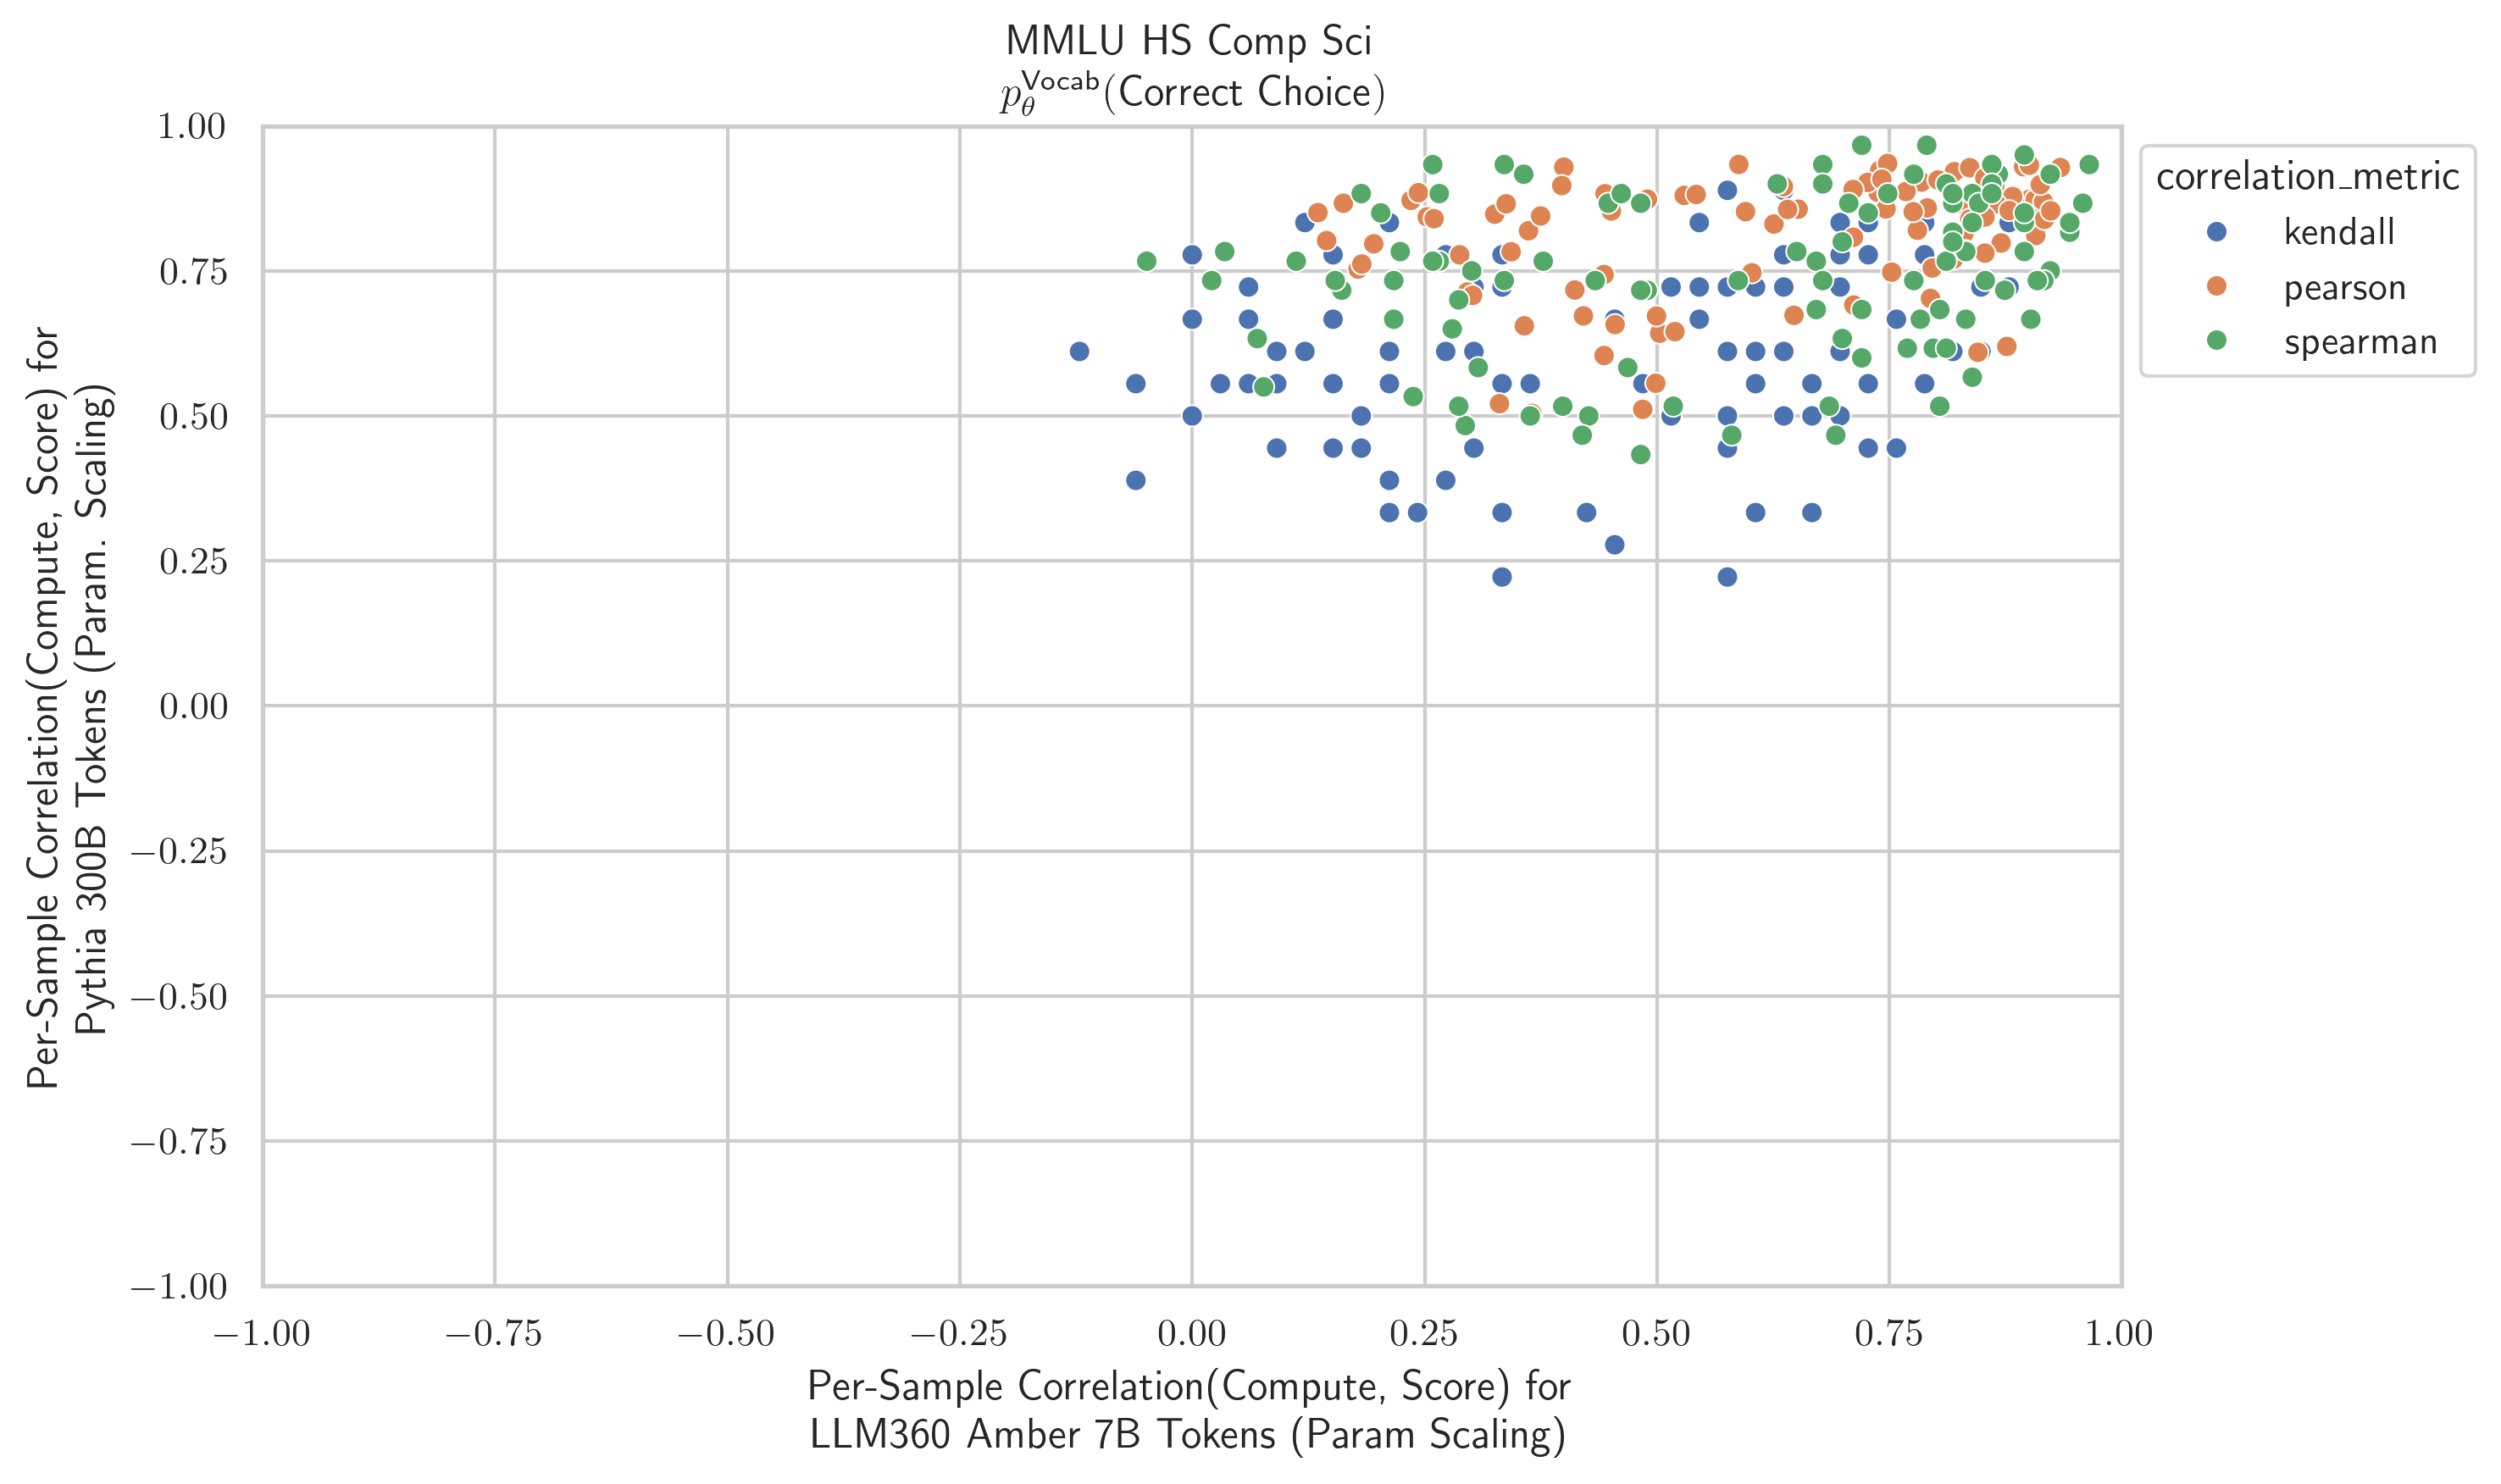 MMLU HS Comp Sci
p_θ^Vocab(Correct Choice)
1.00
0.75
0.50
0.25
0.00
−0.25
−0.50
−0.75
−1.00
Per-Sample Correlation(Compute, Score) for
Pythia 300B Tokens (Param. Scaling)
−1.00 −0.75 −0.50 −0.25 0.00 0.25 0.50 0.75 1.00
Per-Sample Correlation(Compute, Score) for
LLM360 Amber 7B Tokens (Param Scaling)
correlation_metric
kendall
pearson
spearman